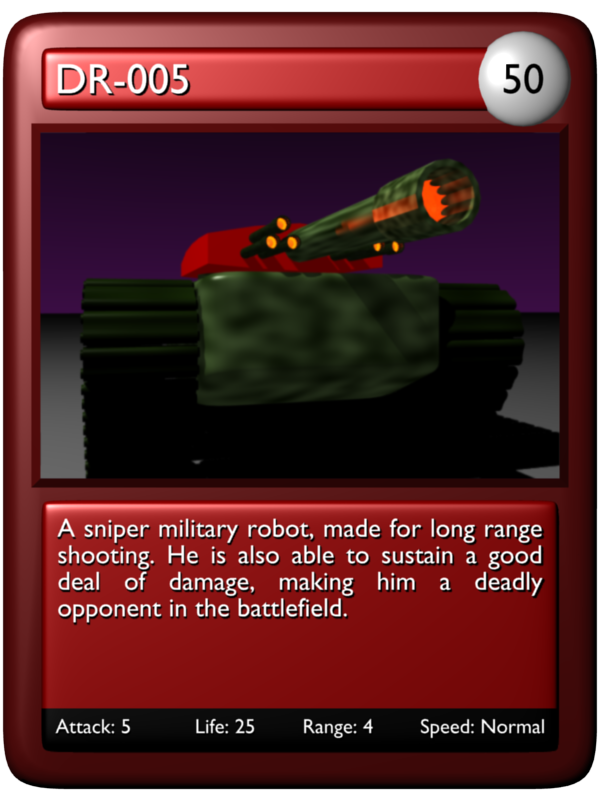 DR-005
50
A sniper military robot, made for long range
shooting. He is also able to sustain a good
deal of damage, making him a deadly
opponent in the battlefield.
Attack: 5 Life: 25 Range: 4 Speed: Normal